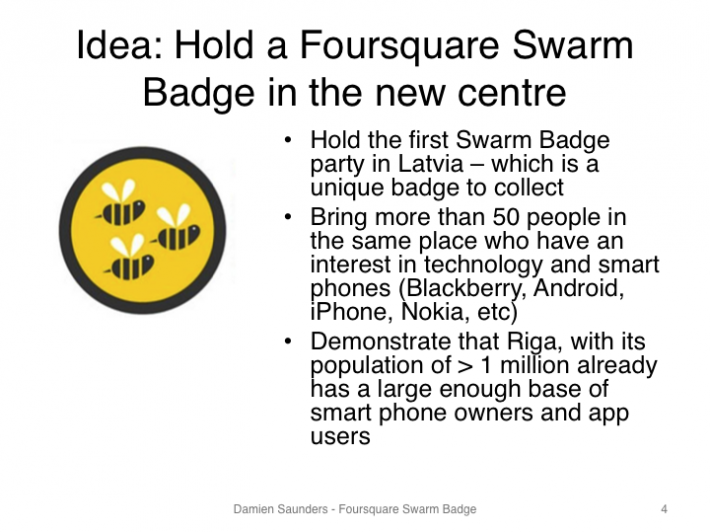 Idea: Hold a Foursquare Swarm
Badge in the new centre
• Hold the first Swarm Badge
party in Latvia – which is a
unique badge to collect
• Bring more than 50 people in
the same place who have an
interest in technology and smart
phones (Blackberry, Android,
iPhone, Nokia, etc)
• Demonstrate that Riga, with its
population of > 1 million already
has a large enough base of
smart phone owners and app
users
Damien Saunders - Foursquare Swarm Badge
4